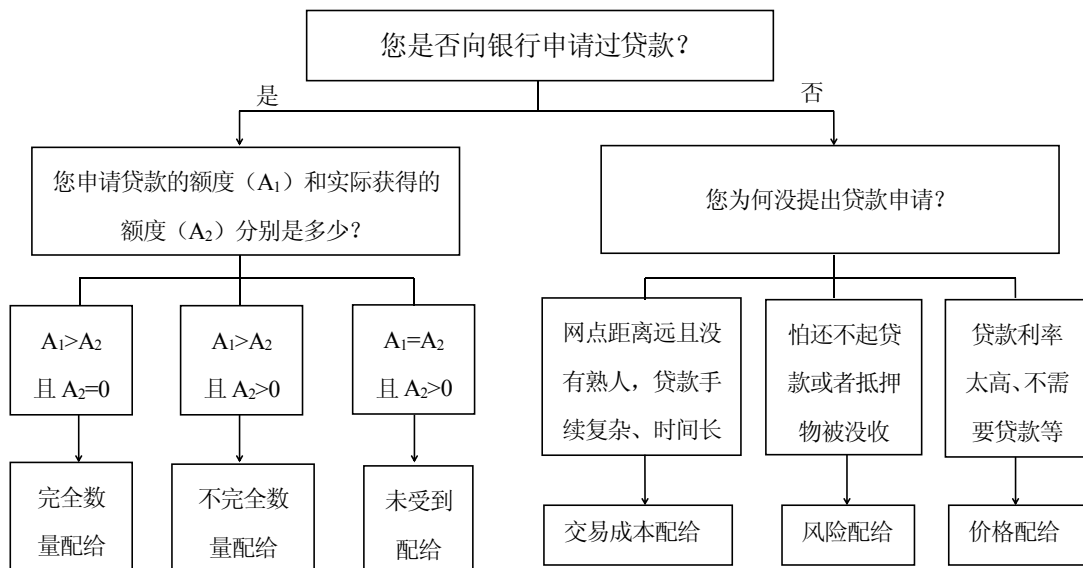 您是否向银行申请过贷款？
是
否
您申请贷款的额度（A₁）和实际获得的
额度（A₂）分别是多少？
您为何没提出贷款申请？
A₁>A₂
且 A₂=0
A₁>A₂
且 A₂>0
A₁=A₂
且 A₂>0
网点距离远且没
有熟人，贷款手
续复杂、时间长
怕还不起贷
款或者抵押
物被没收
贷款利率
太高、不需
要贷款等
完全数
量配给
不完全数
量配给
未受到
配给
交易成本配给
风险配给
价格配给